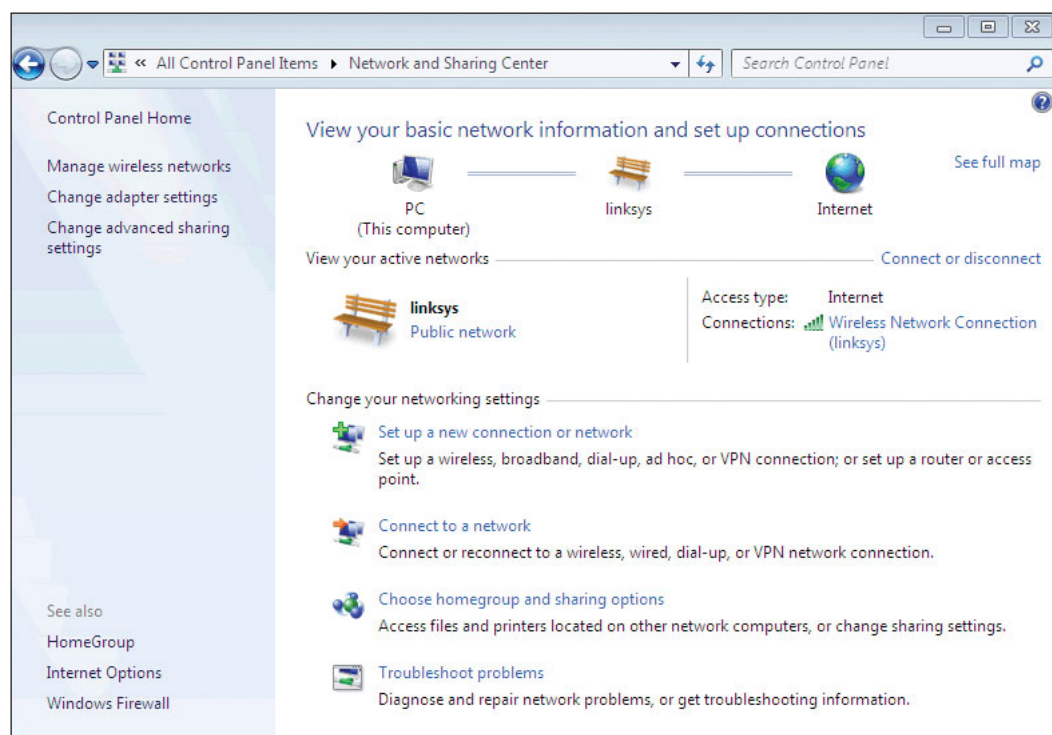 « All Control Panel Items ▸ Network and Sharing Center
Search Control Panel
Control Panel Home
Manage wireless networks
Change adapter settings
Change advanced sharing
settings
See also
HomeGroup
Internet Options
Windows Firewall
View your basic network information and set up connections
See full map
PC
(This computer)
linksys
Internet
View your active networks
Connect or disconnect
linksys
Public network
Access type: Internet
Connections: Wireless Network Connection
(linksys)
Change your networking settings
Set up a new connection or network
Set up a wireless, broadband, dial-up, ad hoc, or VPN connection; or set up a router or access
point.
Connect to a network
Connect or reconnect to a wireless, wired, dial-up, or VPN network connection.
Choose homegroup and sharing options
Access files and printers located on other network computers, or change sharing settings.
Troubleshoot problems
Diagnose and repair network problems, or get troubleshooting information.